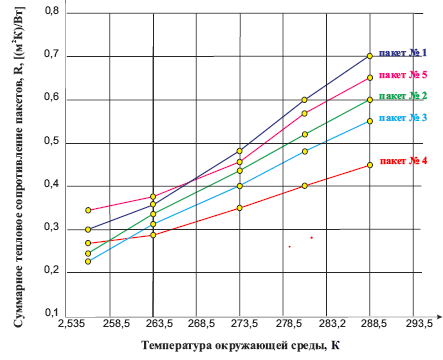 Суммарное тепловое сопротивление пакетов, R, [(м²К)/Вт]
0,8
0,7
0,6
0,5
0,4
0,3
0,2
0,1
пакет № 1
пакет № 5
пакет № 2
пакет № 3
пакет № 4
2,535 258,5 263,5 268,5 273,5 278,5 283,2 288,5 293,5
Температура окружающей среды, К